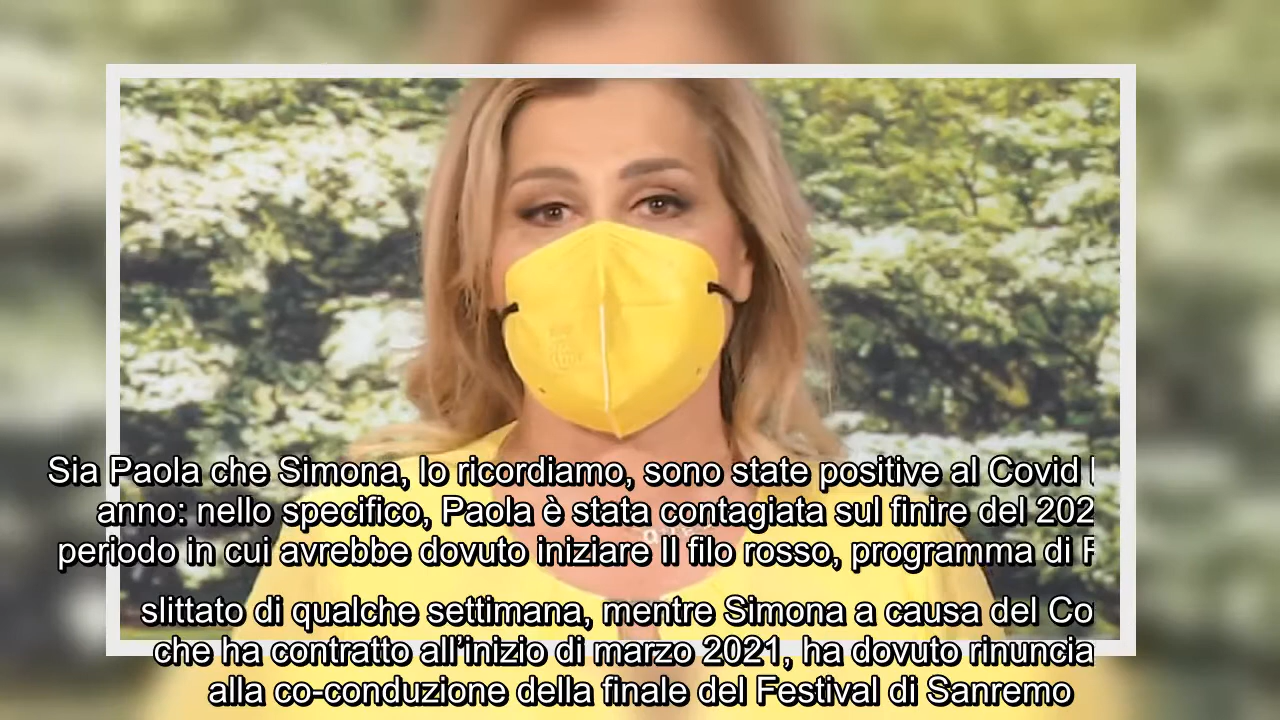 Sia Paola che Simona, lo ricordiamo, sono state positive al Covid
anno: nello specifico, Paola è stata contagiata sul finire del 202
periodo in cui avrebbe dovuto iniziare Il filo rosso, programma di
slittato di qualche settimana, mentre Simona a causa del Co
che ha contratto all’inizio di marzo 2021, ha dovuto rinuncia
alla co-conduzione della finale del Festival di Sanremo